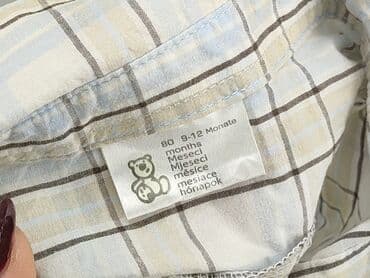 80 9-12 Monate
months
Meseci
Mjeseci
měsíce
mesiace
hónapok